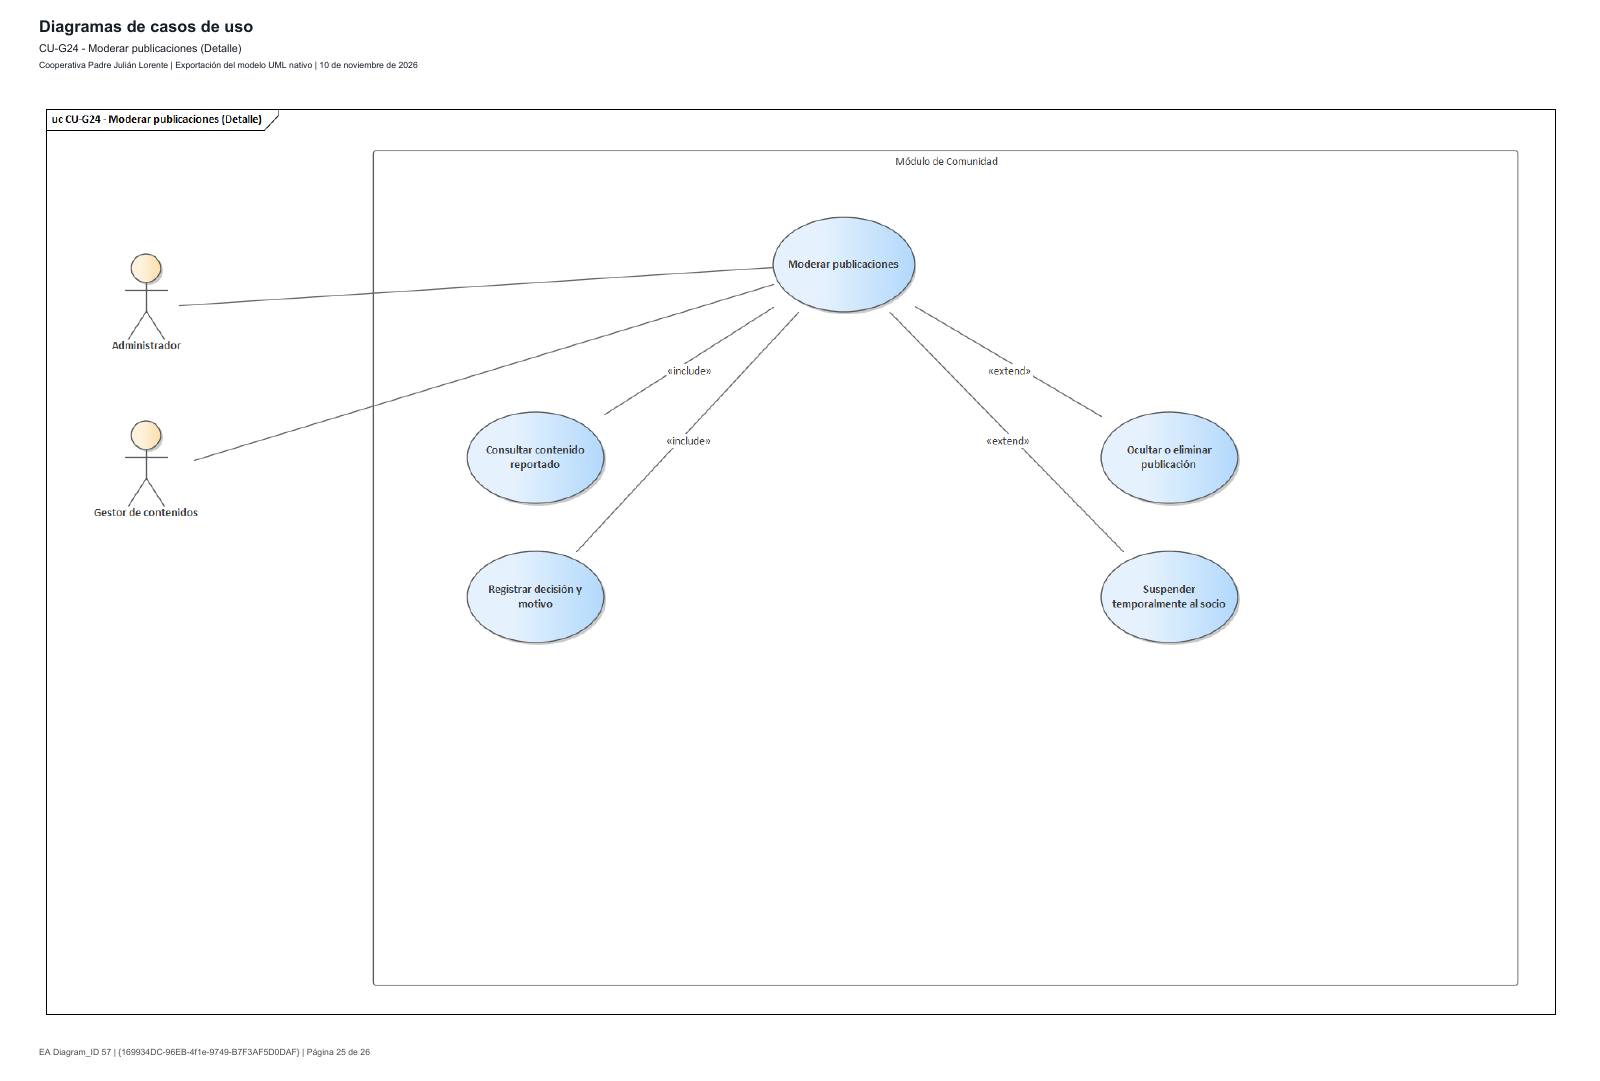 Diagramas de casos de uso
CU-G24 - Moderar publicaciones (Detalle)
Cooperativa Padre Julián Lorente | Exportación del modelo UML nativo | 10 de noviembre de 2026
uc CU-G24 - Moderar publicaciones (Detalle)
Módulo de Comunidad
Moderar publicaciones
Administrador
«include»
«extend»
«include»
«extend»
Consultar contenido
reportado
Ocultar o eliminar
publicación
Gestor de contenidos
Registrar decisión y
motivo
Suspender
temporalmente al socio
EA Diagram_ID 57 | {169934DC-96EB-4f1e-9749-B7F3AF5D0DAF} | Página 25 de 26